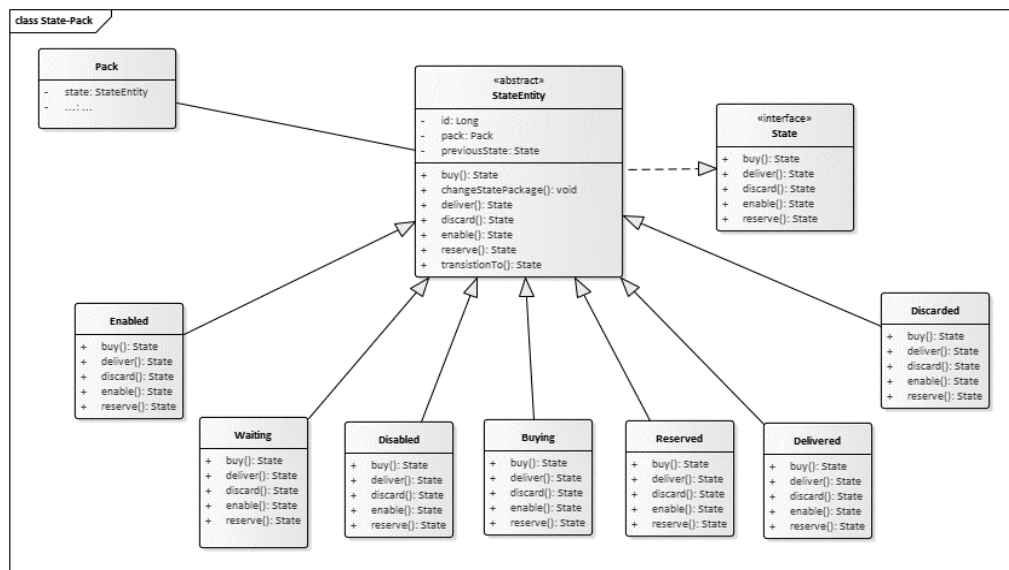 class State-Pack
Pack
- state: StateEntity
- ...: ...
«abstract»
StateEntity
- id: Long
- pack: Pack
- previousState: State
+ buy(): State
+ changeStatePackage(): void
+ deliver(): State
+ discard(): State
+ enable(): State
+ reserve(): State
+ transistionTo(): State
«interface»
State
+ buy(): State
+ deliver(): State
+ discard(): State
+ enable(): State
+ reserve(): State
Enabled
+ buy(): State
+ deliver(): State
+ discard(): State
+ enable(): State
+ reserve(): State
Waiting
+ buy(): State
+ deliver(): State
+ discard(): State
+ enable(): State
+ reserve(): State
Disabled
+ buy(): State
+ deliver(): State
+ discard(): State
+ enable(): State
+ reserve(): State
Buying
+ buy(): State
+ deliver(): State
+ discard(): State
+ enable(): State
+ reserve(): State
Reserved
+ buy(): State
+ deliver(): State
+ discard(): State
+ enable(): State
+ reserve(): State
Delivered
+ buy(): State
+ deliver(): State
+ discard(): State
+ enable(): State
+ reserve(): State
Discarded
+ buy(): State
+ deliver(): State
+ discard(): State
+ enable(): State
+ reserve(): State